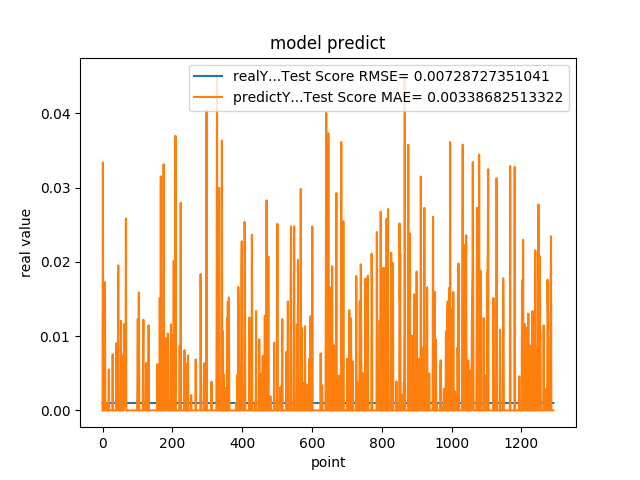 model predict
realY...Test Score RMSE= 0.00728727351041
predictY...Test Score MAE= 0.00338682513322
0.04
0.03
0.02
0.01
0.00
real value
0 200 400 600 800 1000 1200
point